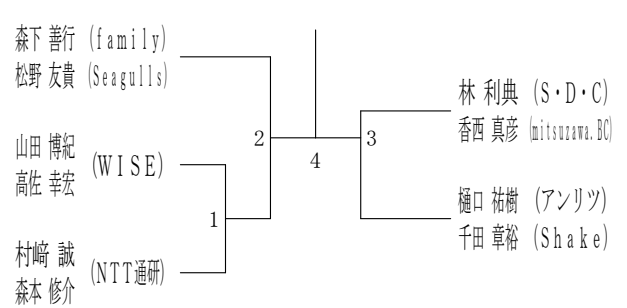 森下 善行 (family)
松野 友貴 (Seagulls)
山田 博紀
高佐 幸宏
(WISE)
村﨑 誠
森本 修介
(NTT通研)
1
2
4
3
林 利典 (S・D・C)
香西 真彦 (mitsuzawa.BC)
樋口 祐樹 (アンリツ)
千田 章裕 (Shake)